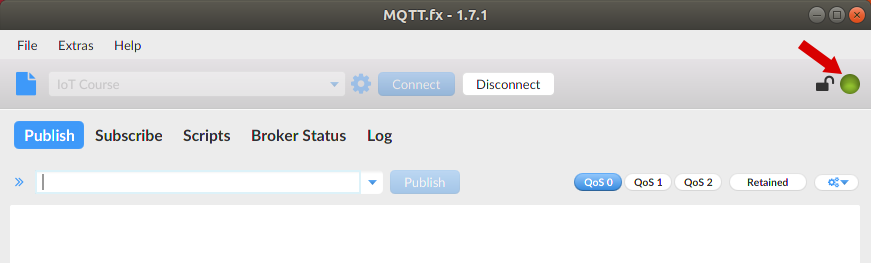 MQTT.fx - 1.7.1
File Extras Help
IoT Course Connect Disconnect
Publish Subscribe Scripts Broker Status Log
Publish QoS 0 QoS 1 QoS 2 Retained